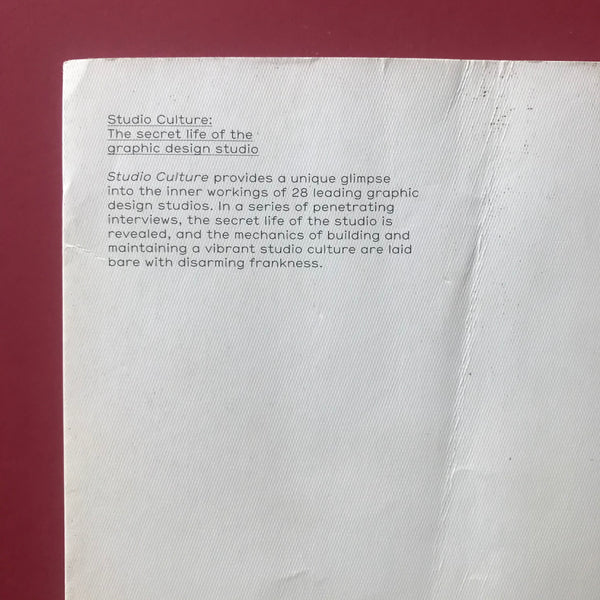 Studio Culture:
The secret life of the
graphic design studio
Studio Culture provides a unique glimpse
into the inner workings of 28 leading graphic
design studios. In a series of penetrating
interviews, the secret life of the studio is
revealed, and the mechanics of building and
maintaining a vibrant studio culture are laid
bare with disarming frankness.